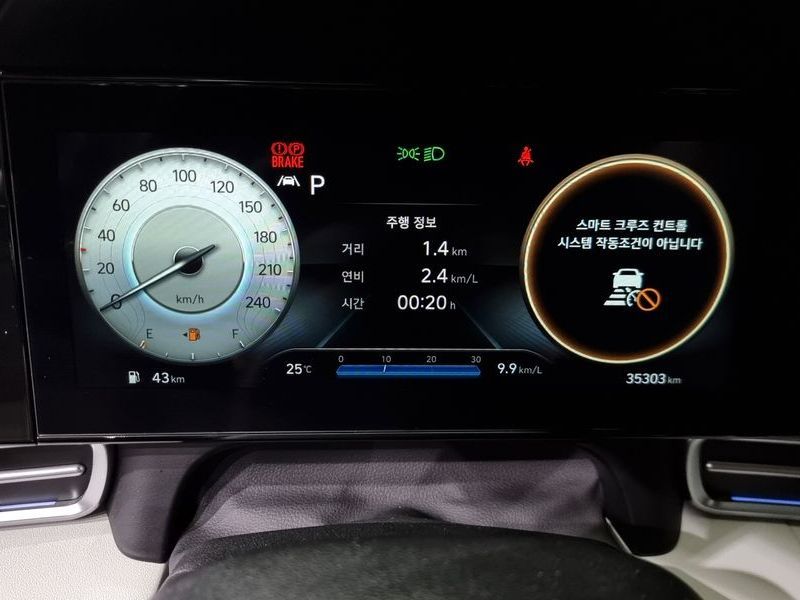 BRAKE
P
0
20
40
60
80
100
120
150
180
210
240
km/h
E F
43 km
주행 정보
거리 1.4 km
연비 2.4 km/L
시간 00:20 h
25℃
0 10 20 30
9.9 km/L
스마트 크루즈 컨트롤
시스템 작동조건이 아닙니다
35303 km